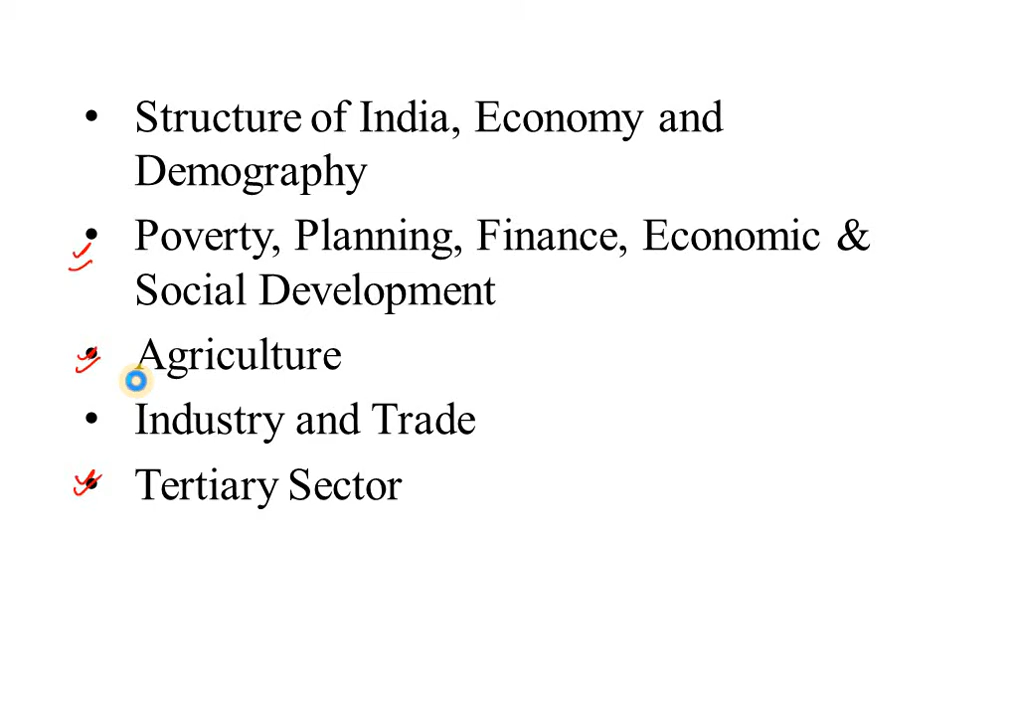 • Structure of India, Economy and
Demography
• Poverty, Planning, Finance, Economic &
Social Development
• Agriculture
• Industry and Trade
• Tertiary Sector